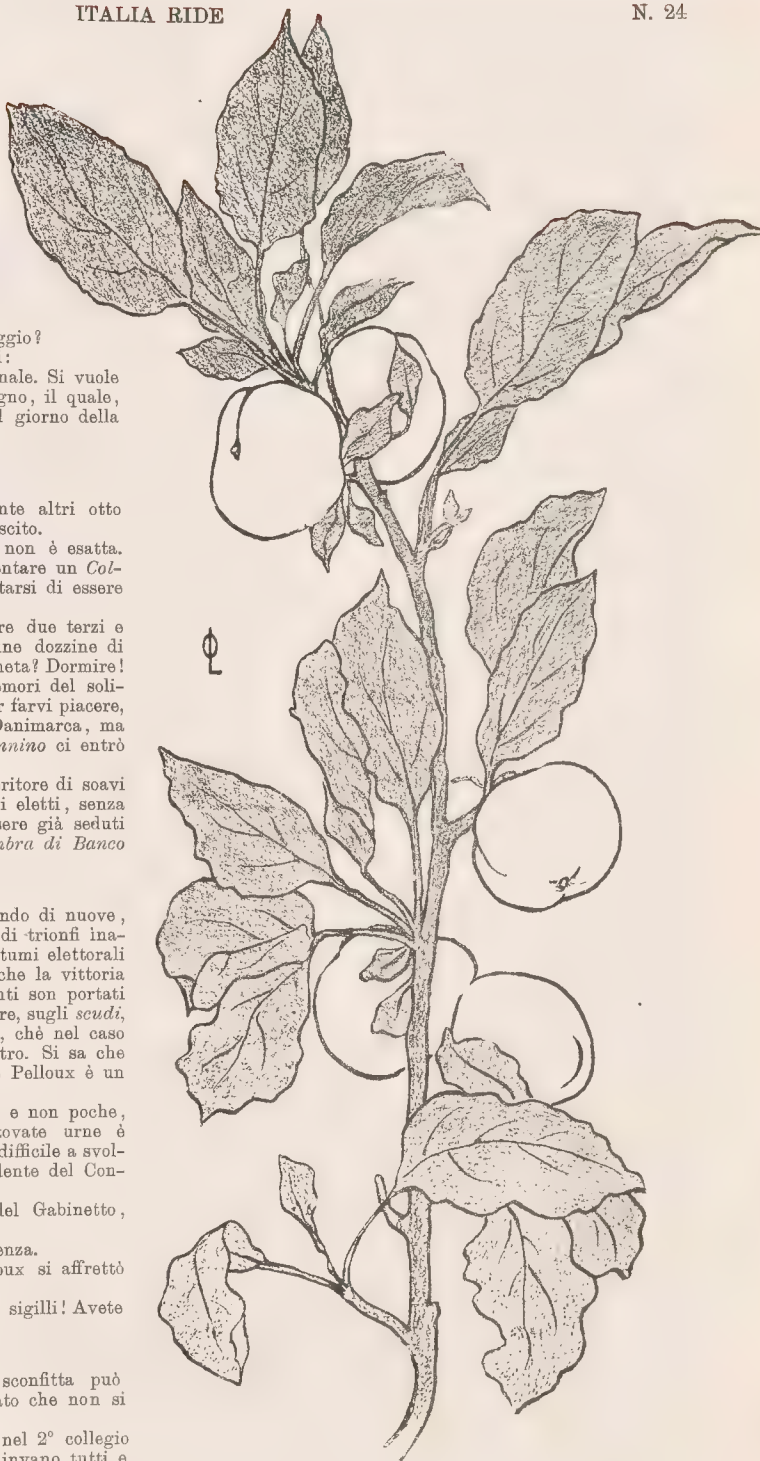 ITALIA RIDE
N. 24
ggio?
nale. Si vuole
gno, il quale,
l giorno della
nte altri otto
scito.
non è esatta.
ntare un Col-
tarsi di essere
re due terzi e
ne dozzine di
neta? Dormire!
omori del soli-
r farvi piacere,
Danimarca, ma
nnino ci entrò
ritore di soavi
i eletti, senza
sere già seduti
nbra di Banco
ndo di nuove,
di trionfi ina-
tumi elettorali
che la vittoria
nti son portati
re, sugli scudi,
, chè nel caso
tro. Si sa che
Pelloux è un
e non poche,
ovate urne è
difficile a svol-
lente del Con-
del Gabinetto,
enza.
oux si affrettò
sigilli! Avete
sconfitta può
ato che non si
nel 2° collegio
invano tutti e